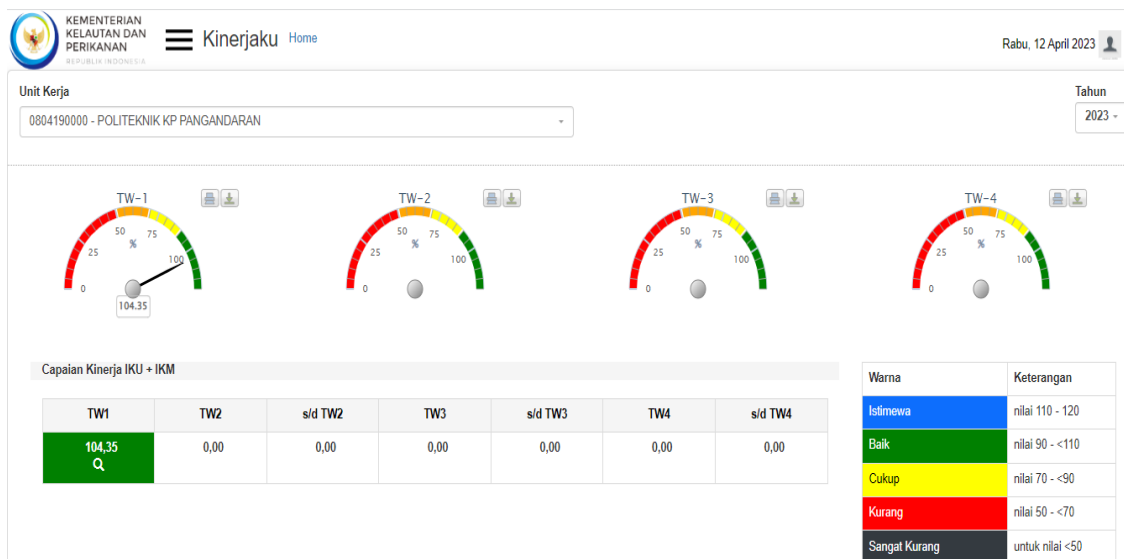 KEMENTERIAN
KELAUTAN DAN
PERIKANAN
REPUBLIK INDONESIA
Kinerjaku Home
Rabu, 12 April 2023
Unit Kerja
Tahun
0804190000 - POLITEKNIK KP PANGANDARAN
2023
TW-1
0 25 50 75 100
%
104.35
TW-2
0 25 50 75 100
%
TW-3
0 25 50 75 100
%
TW-4
0 25 50 75 100
%
Capaian Kinerja IKU + IKM
TW1 TW2 s/d TW2 TW3 s/d TW3 TW4 s/d TW4
104,35 0,00 0,00 0,00 0,00 0,00 0,00
Warna Keterangan
Istimewa nilai 110 - 120
Baik nilai 90 - <110
Cukup nilai 70 - <90
Kurang nilai 50 - <70
Sangat Kurang untuk nilai <50